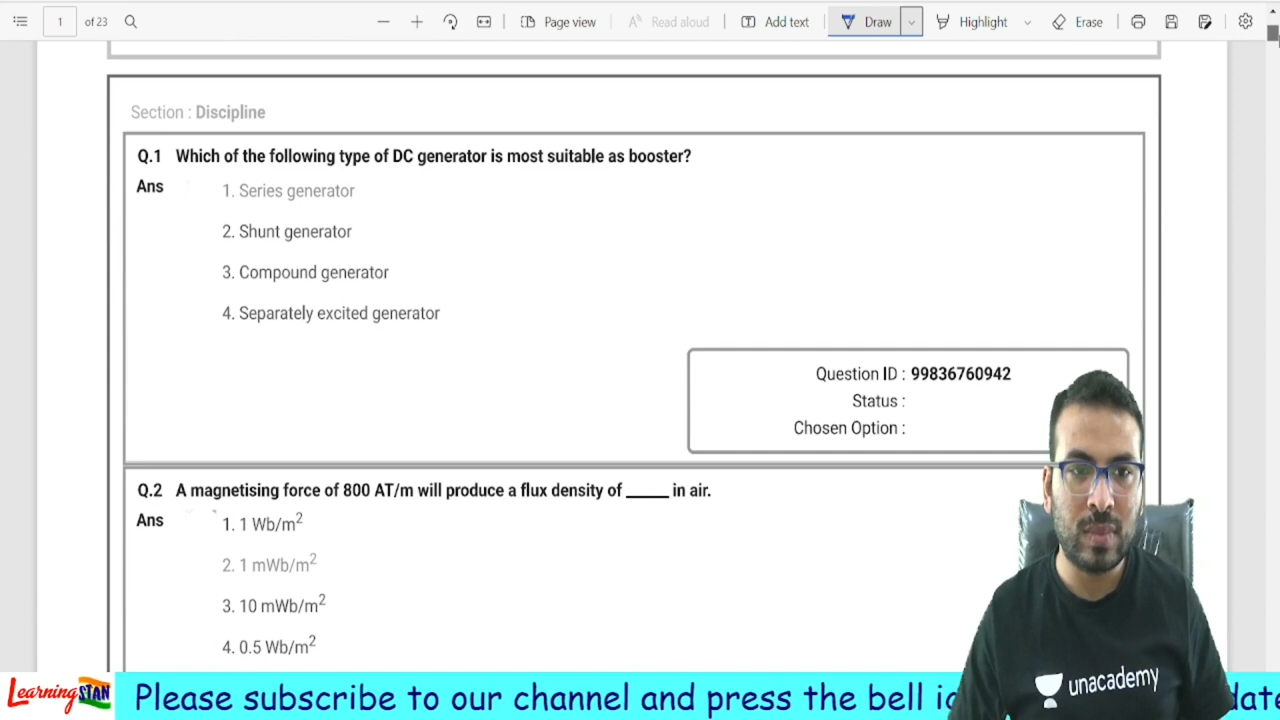 1 of 23 Page view Read aloud Add text Draw Highlight Erase
Section : Discipline
Q.1 Which of the following type of DC generator is most suitable as booster?
Ans
1. Series generator
2. Shunt generator
3. Compound generator
4. Separately excited generator
Question ID : 99836760942
Status :
Chosen Option :
Q.2 A magnetising force of 800 AT/m will produce a flux density of _____ in air.
Ans
1. 1 Wb/m²
2. 1 mWb/m²
3. 10 mWb/m²
4. 0.5 Wb/m²
unacademy
Learning STAN
Please subscribe to our channel and press the bell